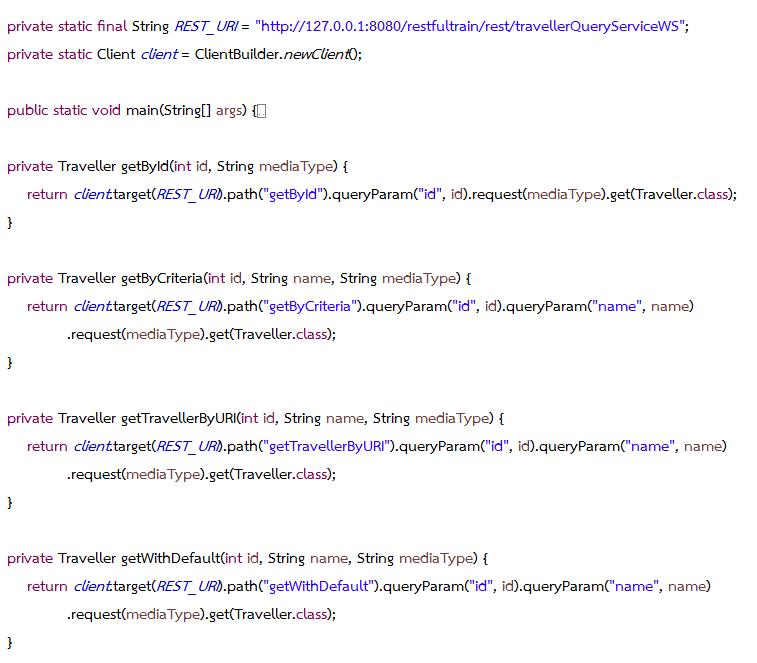 private static final String REST_URI = "http://127.0.0.1:8080/restfultrain/rest/travellerQueryServiceWS";
private static Client client = ClientBuilder.newClient();
public static void main(String[] args) {
private Traveller getById(int id, String mediaType) {
return client.target(REST_URI).path("getById").queryParam("id", id).request(mediaType).get(Traveller.class);
}
private Traveller getByCriteria(int id, String name, String mediaType) {
return client.target(REST_URI).path("getByCriteria").queryParam("id", id).queryParam("name", name)
.request(mediaType).get(Traveller.class);
}
private Traveller getTravellerByURI(int id, String name, String mediaType) {
return client.target(REST_URI).path("getTravellerByURI").queryParam("id", id).queryParam("name", name)
.request(mediaType).get(Traveller.class);
}
private Traveller getWithDefault(int id, String name, String mediaType) {
return client.target(REST_URI).path("getWithDefault").queryParam("id", id).queryParam("name", name)
.request(mediaType).get(Traveller.class);
}